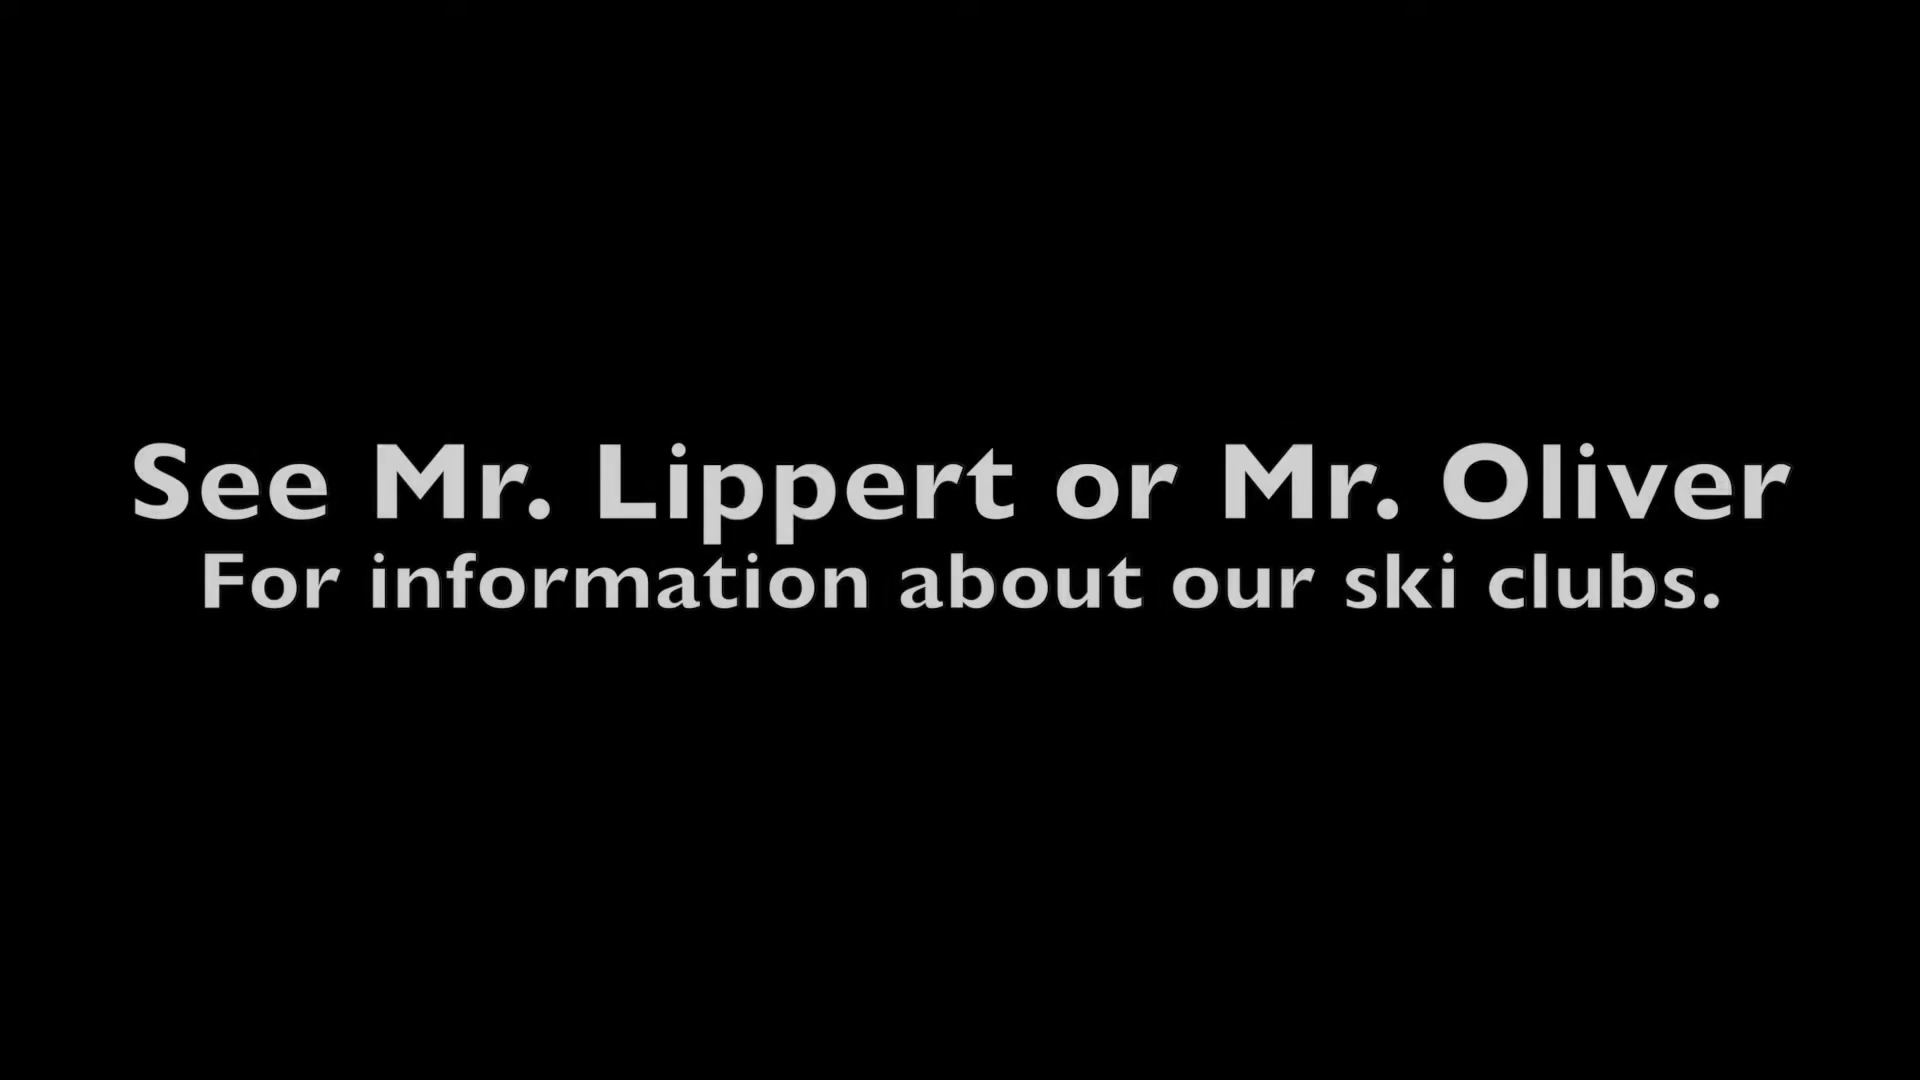 See Mr. Lippert or Mr. Oliver
For information about our ski clubs.